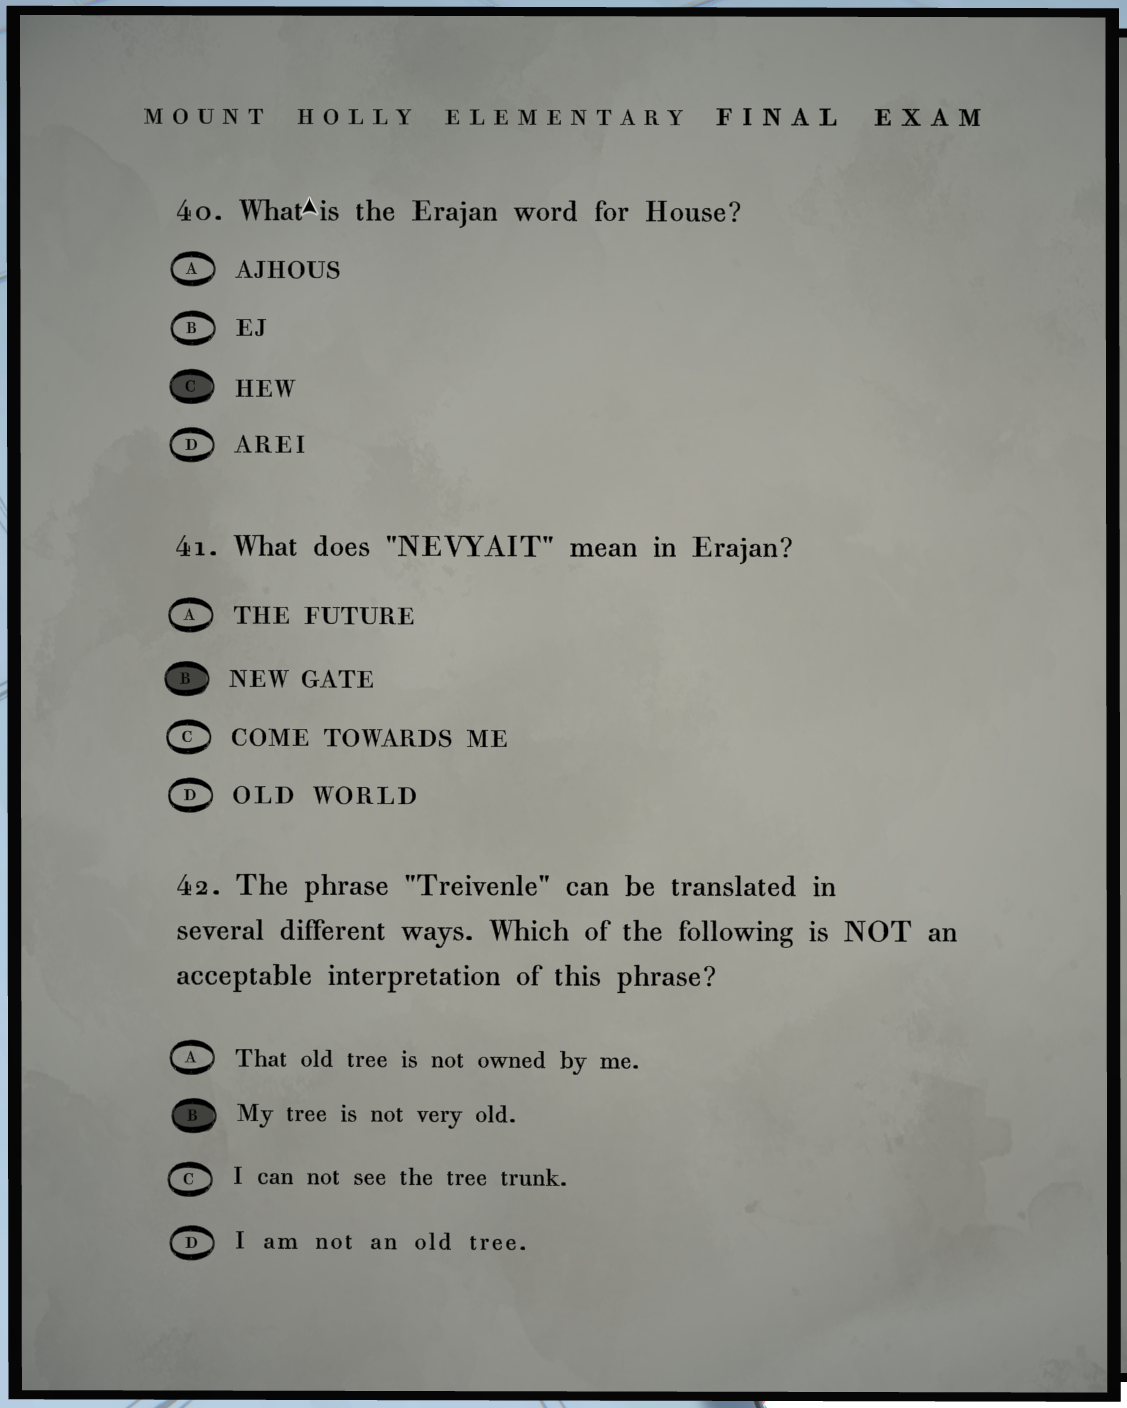 MOUNT HOLLY ELEMENTARY FINAL EXAM
40. What is the Erajan word for House?
A AJHOUS
B EJ
C HEW
D AREI
41. What does "NEVYAIT" mean in Erajan?
A THE FUTURE
B NEW GATE
C COME TOWARDS ME
D OLD WORLD
42. The phrase "Treivenle" can be translated in
several different ways. Which of the following is NOT an
acceptable interpretation of this phrase?
A That old tree is not owned by me.
B My tree is not very old.
C I can not see the tree trunk.
D I am not an old tree.